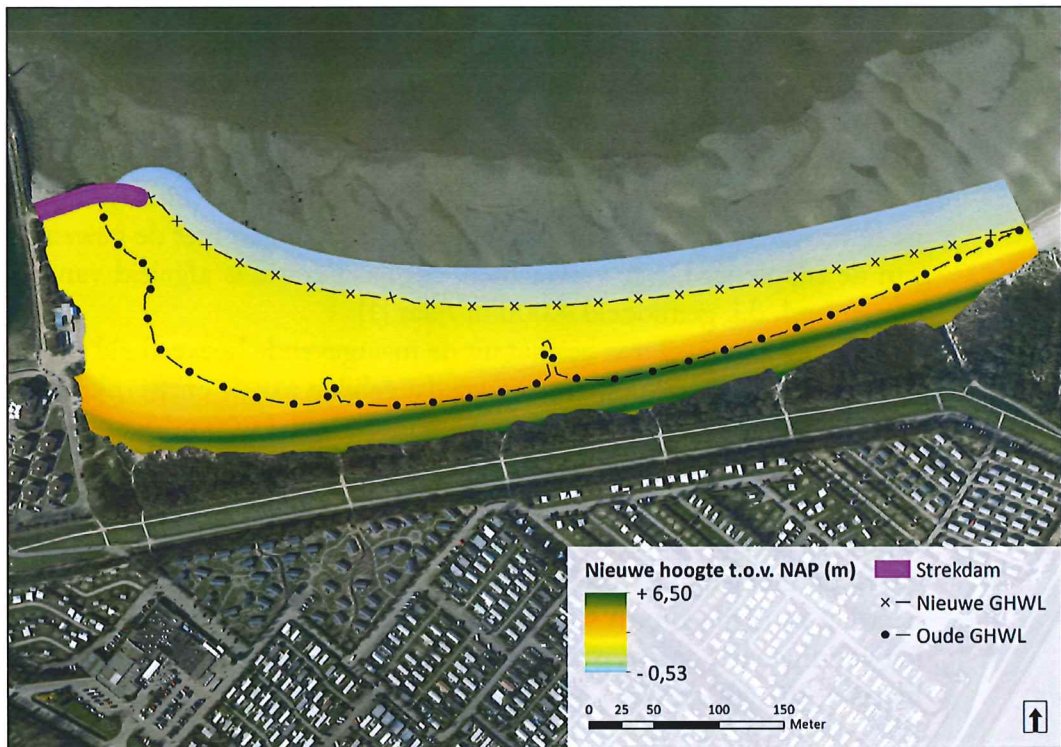 Nieuwe hoogte t.o.v. NAP (m)
+ 6,50
- 0,53
Strekdam
Nieuwe GHWL
Oude GHWL
0 25 50 100 150
Meter